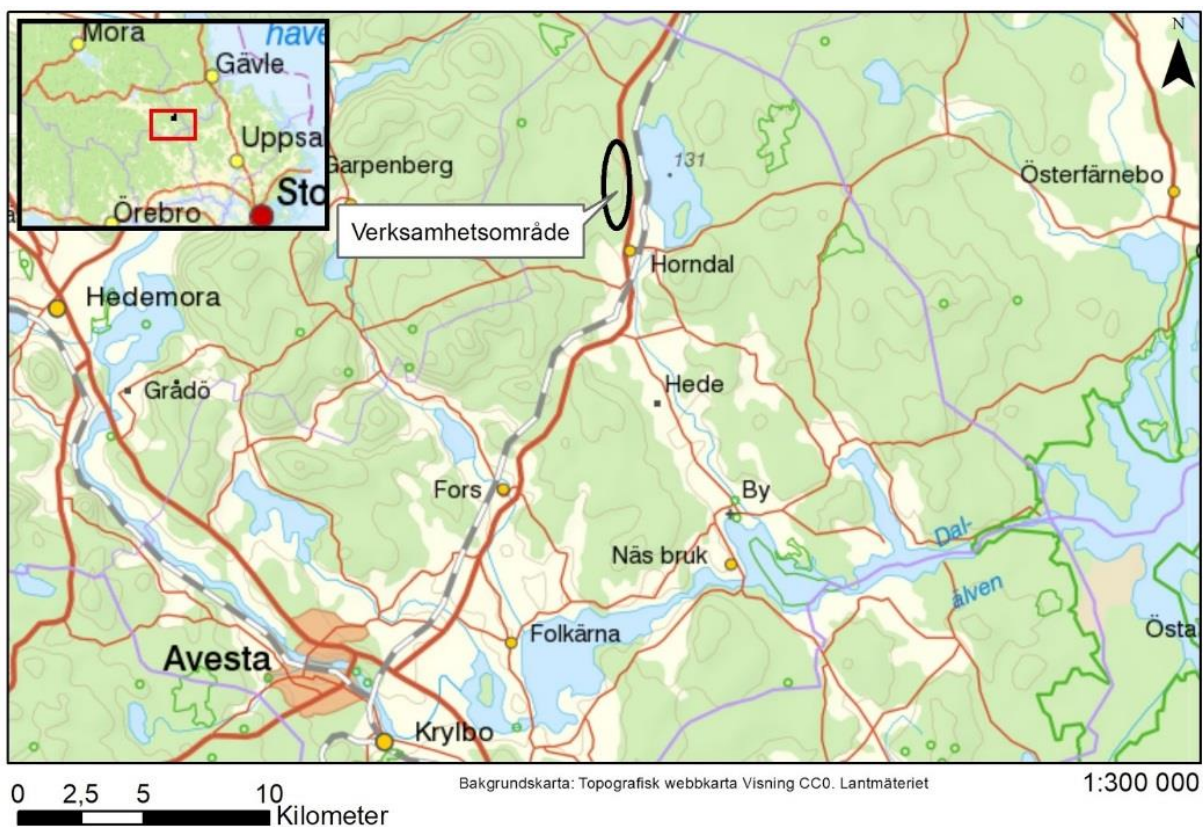 Mora
have
Gävle
Uppsa
Sto
Örebro
N
Garpenberg
131
Österfärnebo
Verksamhetsområde
Horndal
Hedemora
Grådö
Hede
Fors
By
Näs bruk
Dal-
älven
Folkärna
Östa
Avesta
Krylbo
Bakgrundskarta: Topografisk webbkarta Visning CC0. Lantmäteriet
1:300 000
0 2,5 5 10
Kilometer